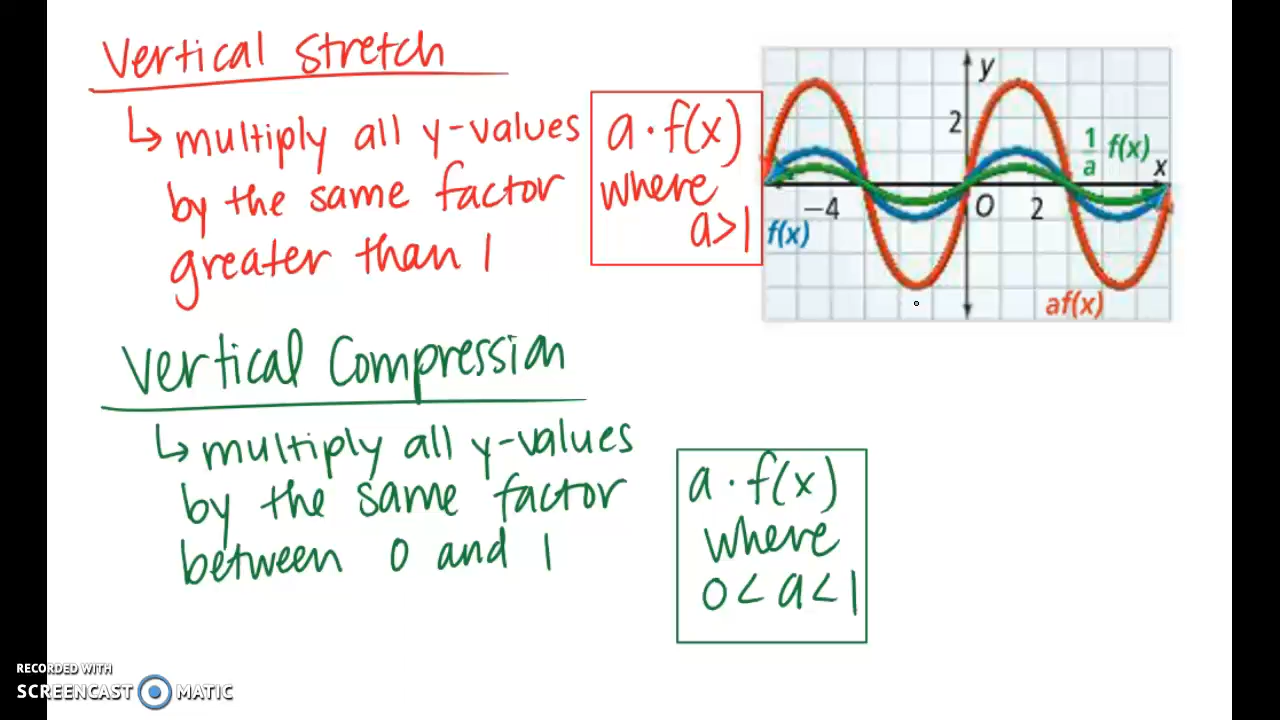 Vertical Stretch
↳ multiply all y-values
by the same factor
greater than 1
a · f(x)
where
a>1
y
2
1/a f(x)
x
-4
O
2
f(x)
af(x)
Vertical Compression
↳ multiply all y-values
by the same factor
between 0 and 1
a · f(x)
where
0 < a < 1
RECORDED WITH
SCREENCAST MATIC